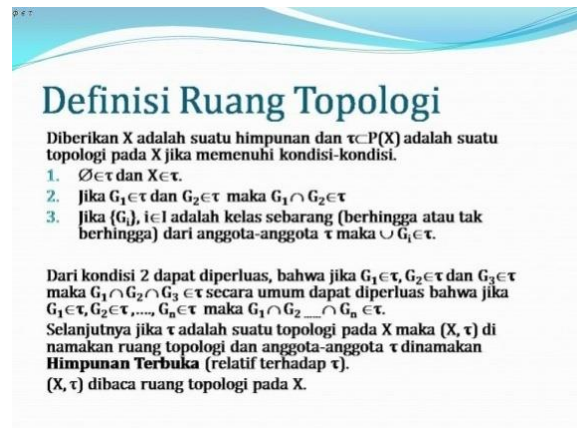 Ø ∈ τ
Definisi Ruang Topologi
Diberikan X adalah suatu himpunan dan τ⊂P(X) adalah suatu
topologi pada X jika memenuhi kondisi-kondisi.
1. Ø∈τ dan X∈τ.
2. Jika G₁∈τ dan G₂∈τ maka G₁∩G₂∈τ
3. Jika {Gᵢ}, i∈I adalah kelas sebarang (berhingga atau tak
berhingga) dari anggota-anggota τ maka ∪ Gᵢ∈τ.
Dari kondisi 2 dapat diperluas, bahwa jika G₁∈τ, G₂∈τ dan G₃∈τ
maka G₁∩G₂∩G₃ ∈τ secara umum dapat diperluas bahwa jika
G₁∈τ,G₂∈τ,...., Gₙ∈τ maka G₁∩G₂__∩Gₙ ∈τ.
Selanjutnya jika τ adalah suatu topologi pada X maka (X, τ) di
namakan ruang topologi dan anggota-anggota τ dinamakan
Himpunan Terbuka (relatif terhadap τ).
(X, τ) dibaca ruang topologi pada X.